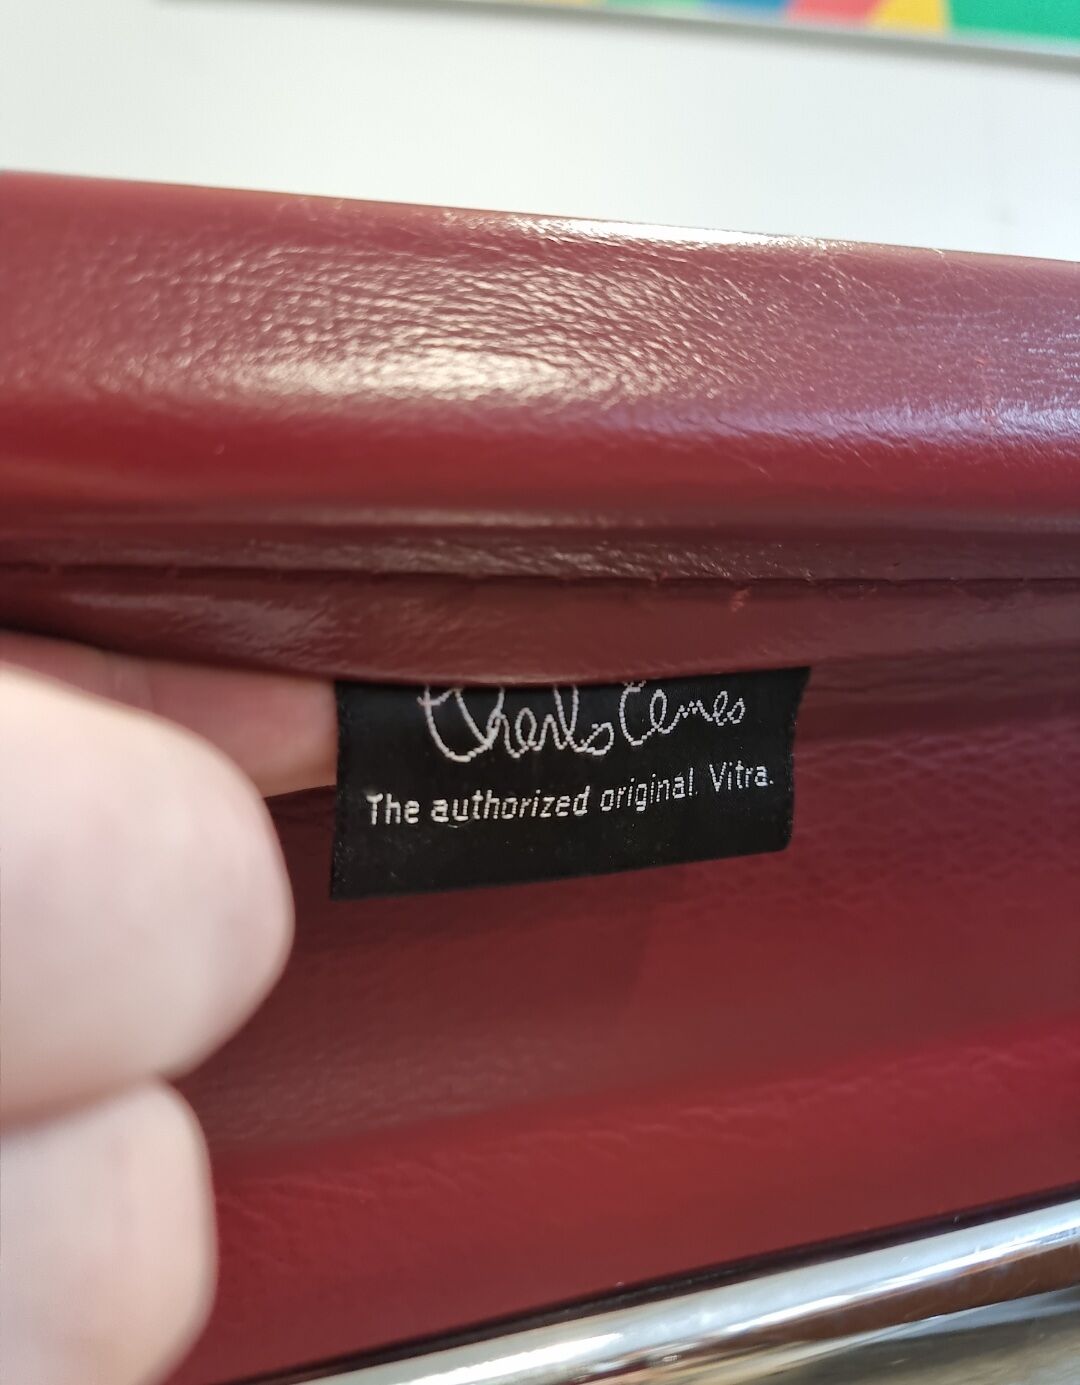 Charles Eames
The authorized original. Vitra.